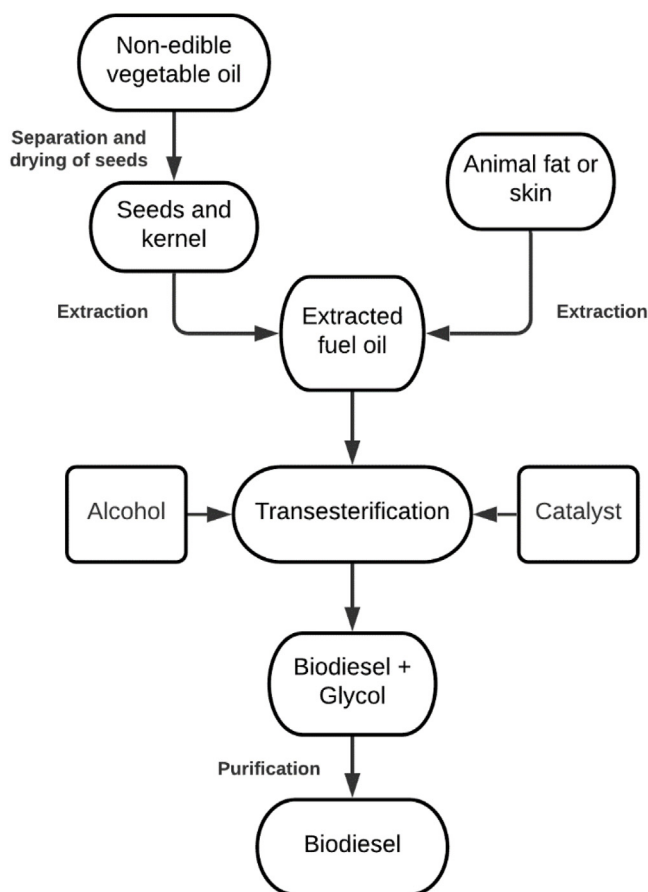 Non-edible
vegetable oil
Separation and
drying of seeds
Animal fat or
skin
Seeds and
kernel
Extraction
Extracted
fuel oil
Extraction
Alcohol
Transesterification
Catalyst
Biodiesel +
Glycol
Purification
Biodiesel